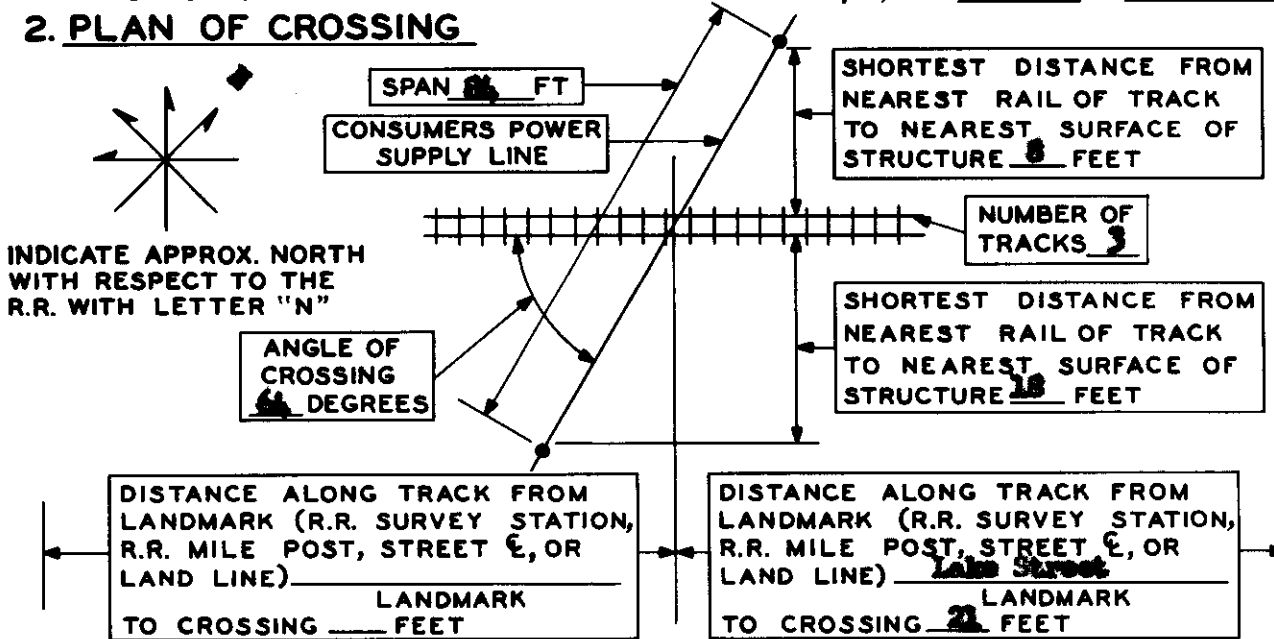 2. PLAN OF CROSSING
SPAN FT
CONSUMERS POWER
SUPPLY LINE
SHORTEST DISTANCE FROM
NEAREST RAIL OF TRACK
TO NEAREST SURFACE OF
STRUCTURE 8 FEET
NUMBER OF
TRACKS 3
INDICATE APPROX. NORTH
WITH RESPECT TO THE
R.R. WITH LETTER "N"
ANGLE OF
CROSSING
DEGREES
SHORTEST DISTANCE FROM
NEAREST RAIL OF TRACK
TO NEAREST SURFACE OF
STRUCTURE 18 FEET
DISTANCE ALONG TRACK FROM
LANDMARK (R.R. SURVEY STATION,
R.R. MILE POST, STREET ℄, OR
LAND LINE)
LANDMARK
TO CROSSING FEET
DISTANCE ALONG TRACK FROM
LANDMARK (R.R. SURVEY STATION,
R.R. MILE POST, STREET ℄, OR
LAND LINE) Lake Street
LANDMARK
TO CROSSING 21 FEET